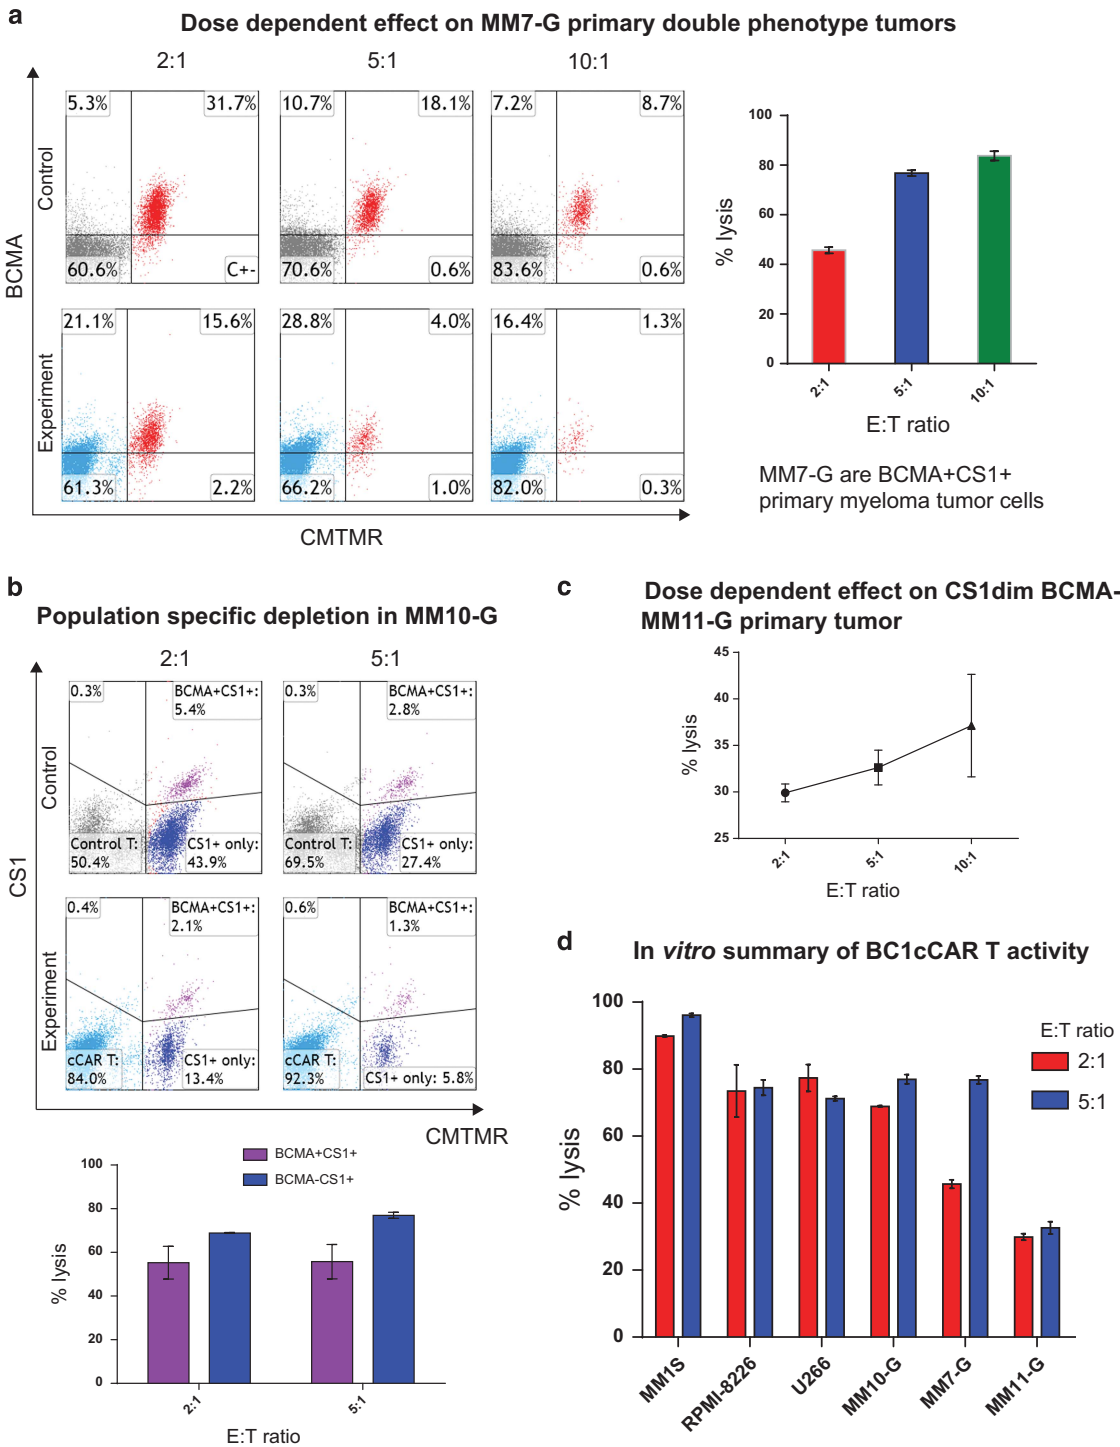 a
Dose dependent effect on MM7-G primary double phenotype tumors
2:1
5:1
10:1
BCMA
Control
5.3%
31.7%
60.6%
C+-
10.7%
18.1%
70.6%
0.6%
7.2%
8.7%
83.6%
0.6%
Experiment
21.1%
15.6%
61.3%
2.2%
28.8%
4.0%
66.2%
1.0%
16.4%
1.3%
82.0%
0.3%
CMTMR
% lysis
100
80
60
40
20
0
2:1
5:1
10:1
E:T ratio
MM7-G are BCMA+CS1+
primary myeloma tumor cells
b
Population specific depletion in MM10-G
2:1
5:1
CS1
Control
0.3%
BCMA+CS1+:
5.4%
Control T:
50.4%
CS1+ only:
43.9%
0.3%
BCMA+CS1+:
2.8%
Control T:
69.5%
CS1+ only:
27.4%
Experiment
0.4%
BCMA+CS1+:
2.1%
cCAR T:
84.0%
CS1+ only:
13.4%
0.6%
BCMA+CS1+:
1.3%
cCAR T:
92.3%
CS1+ only: 5.8%
CMTMR
BCMA+CS1+
BCMA-CS1+
% lysis
100
80
60
40
20
0
2:1
5:1
E:T ratio
c
Dose dependent effect on CS1dim BCMA-
MM11-G primary tumor
% lysis
45
40
35
30
25
2:1
5:1
10:1
E:T ratio
d
In vitro summary of BC1cCAR T activity
% lysis
100
80
60
40
20
0
E:T ratio
2:1
5:1
MM1S
RPMI-8226
U266
MM10-G
MM7-G
MM11-G